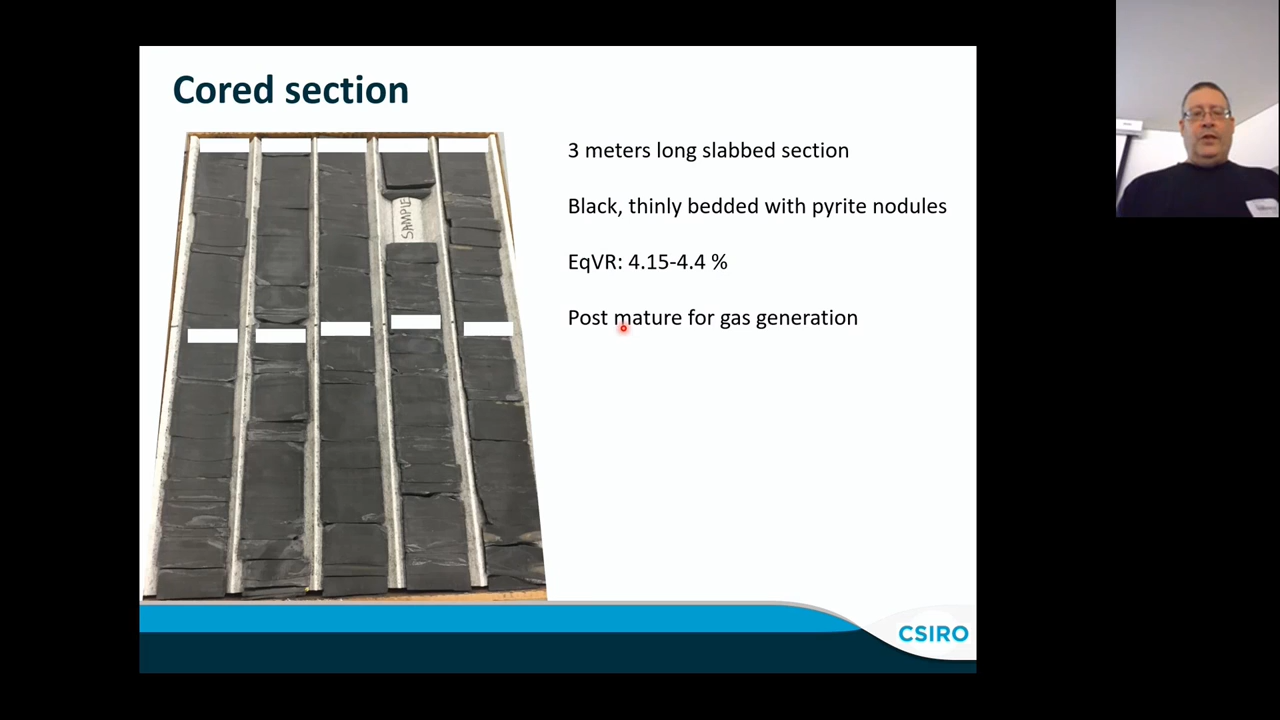 Cored section
SAMPLE
3 meters long slabbed section
Black, thinly bedded with pyrite nodules
EqVR: 4.15-4.4 %
Post mature for gas generation
CSIRO